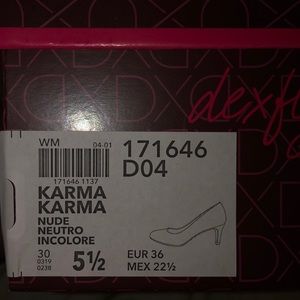 dexfl
WM
04-01
171646
D04
171646 1137
KARMA
KARMA
NUDE
NEUTRO
INCOLORE
30
0319
0238
5½
EUR 36
MEX 22½